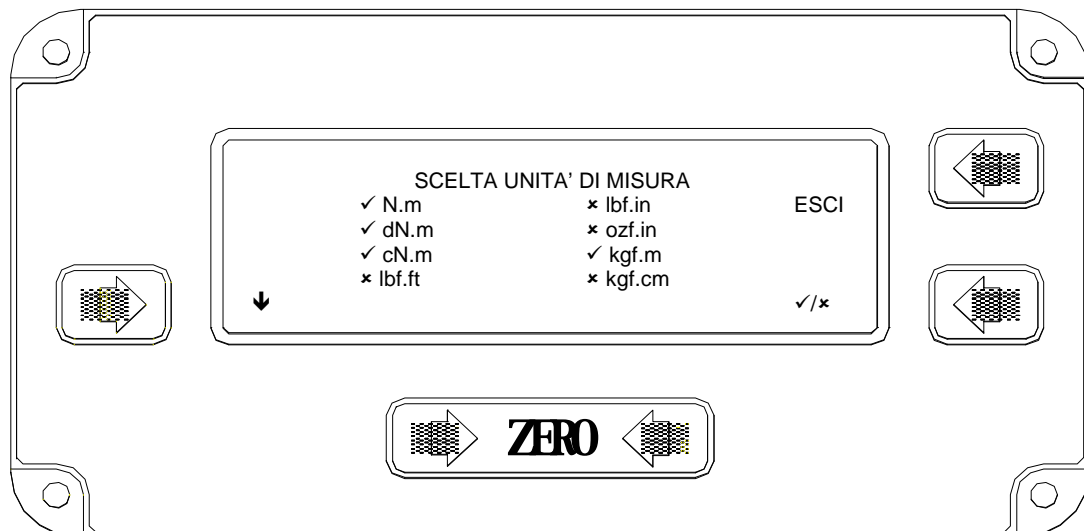 SCELTA UNITA' DI MISURA
✓ N.m × lbf.in ESCI
✓ dN.m × ozf.in
✓ cN.m ✓ kgf.m
× lbf.ft × kgf.cm
↓ ✓/×
ZERO